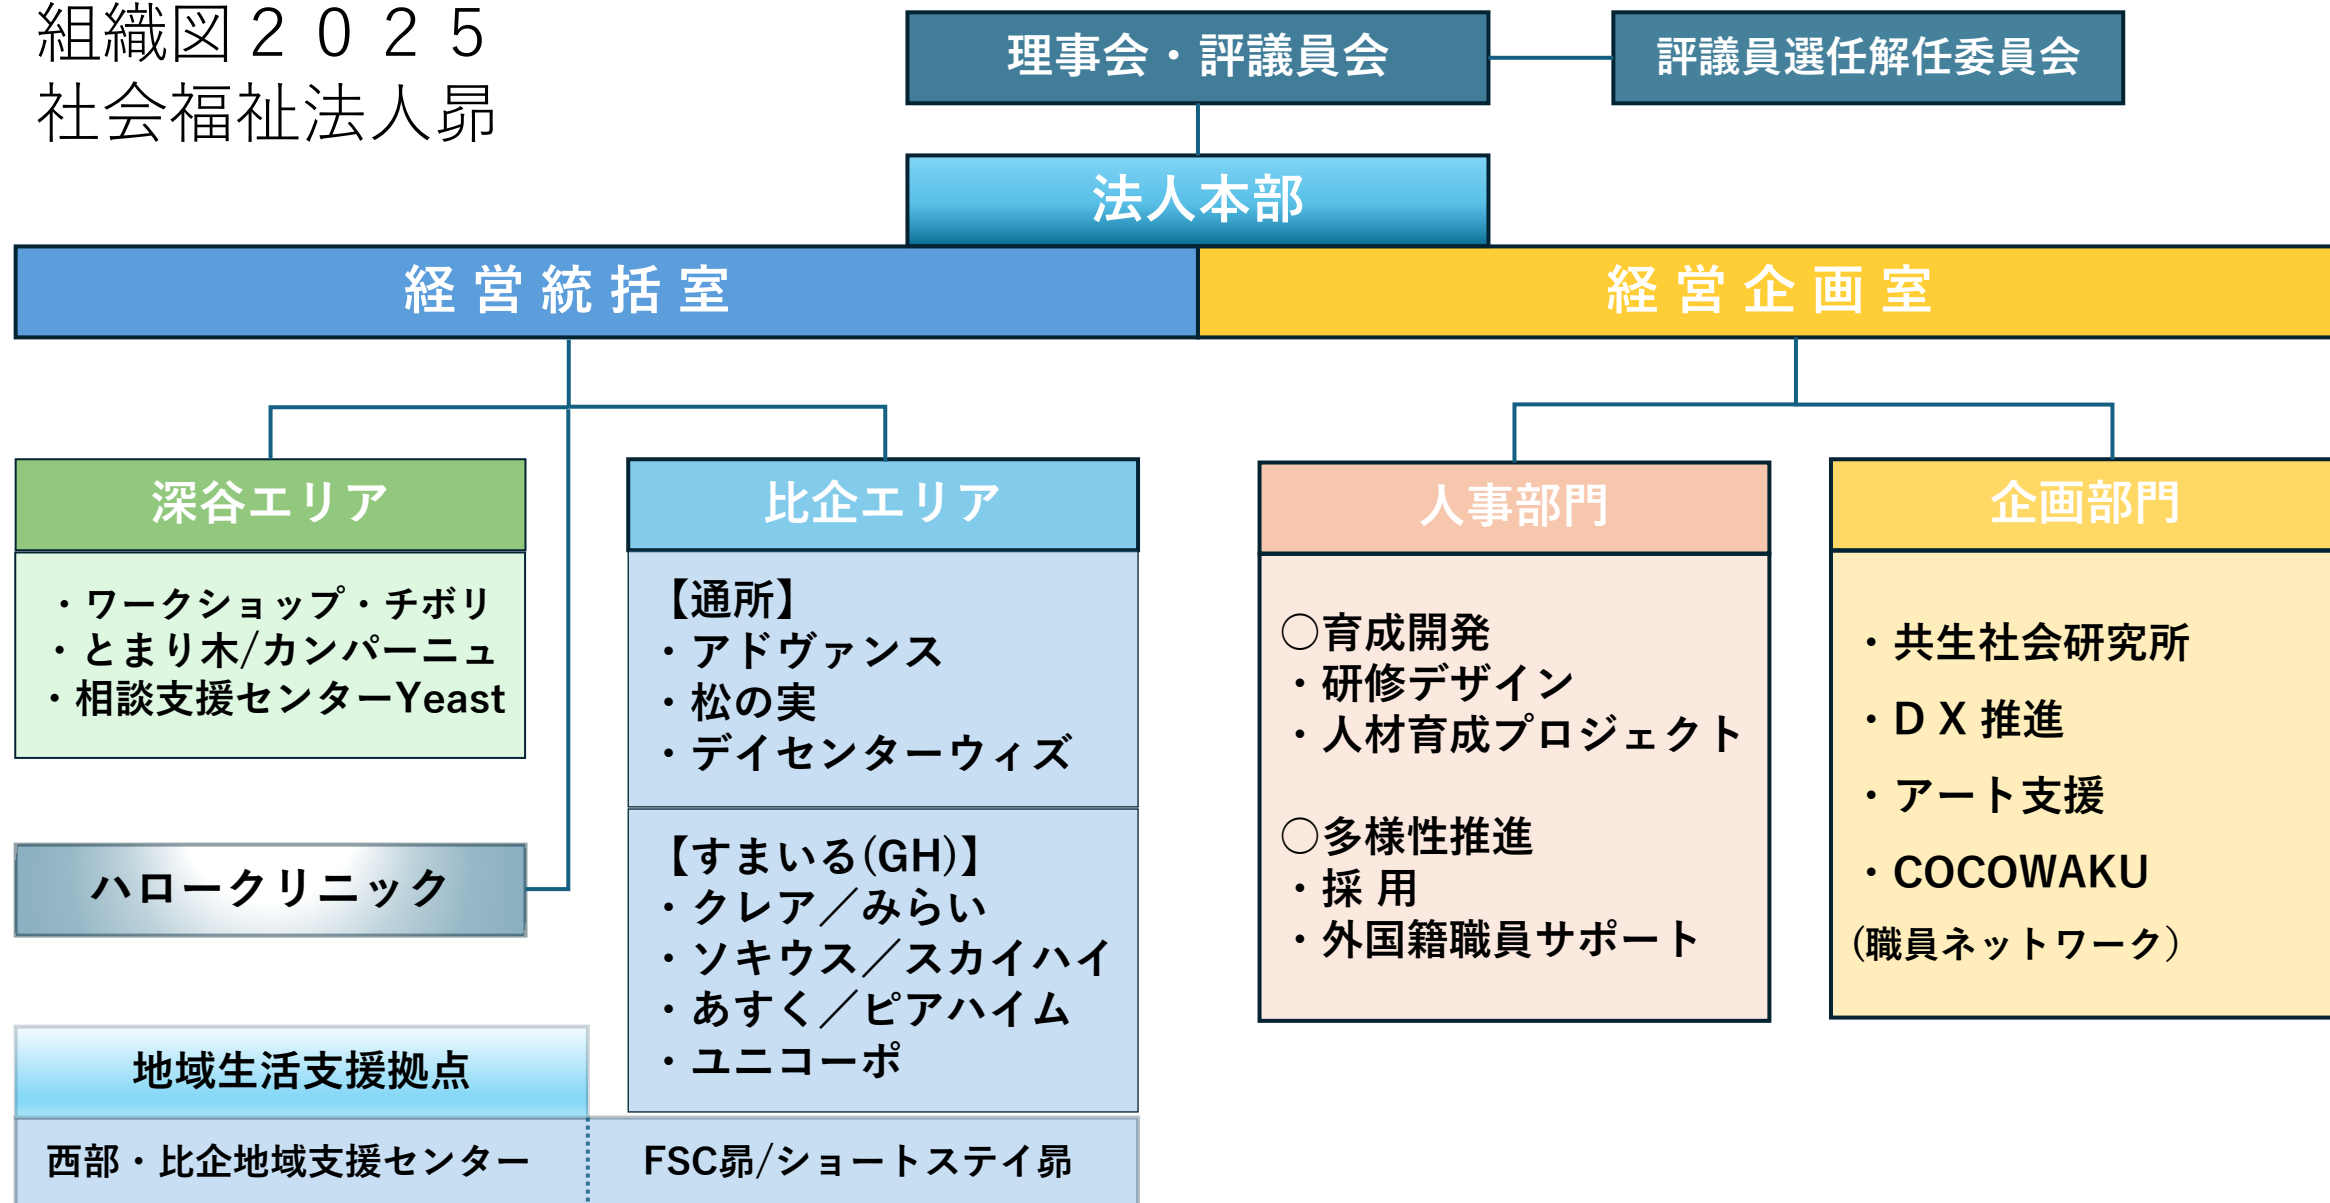 組織図２０２５
社会福祉法人昴
理事会・評議員会
評議員選任解任委員会
法人本部
経 営 統 括 室
経 営 企 画 室
深谷エリア
・ワークショップ・チボリ
・とまり木/カンパーニュ
・相談支援センターYeast
ハロークリニック
比企エリア
【通所】
・アドヴァンス
・松の実
・デイセンターウィズ
【すまいる(GH)】
・クレア／みらい
・ソキウス／スカイハイ
・あすく／ピアハイム
・ユニコーポ
地域生活支援拠点
西部・比企地域支援センター
FSC昴/ショートステイ昴
人事部門
○育成開発
・研修デザイン
・人材育成プロジェクト
○多様性推進
・採 用
・外国籍職員サポート
企画部門
・共生社会研究所
・D X 推進
・アート支援
・COCOWAKU
(職員ネットワーク）